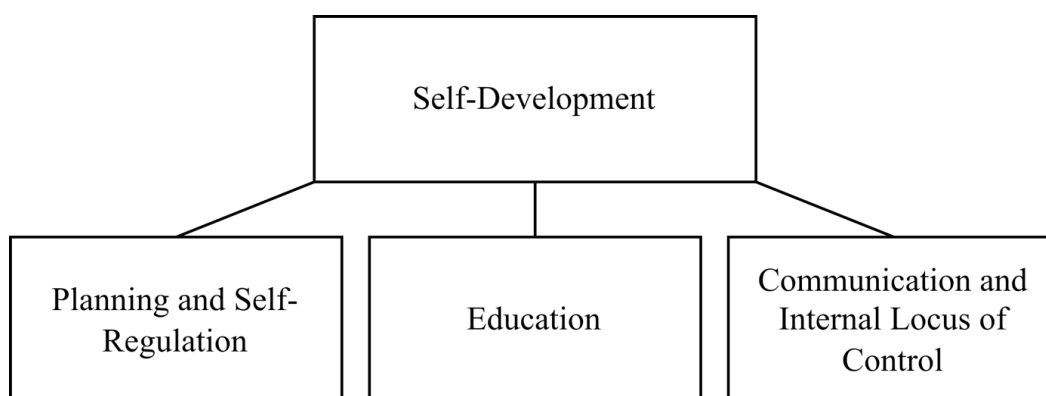 Self-Development
Planning and Self-
Regulation
Education
Communication and
Internal Locus of
Control